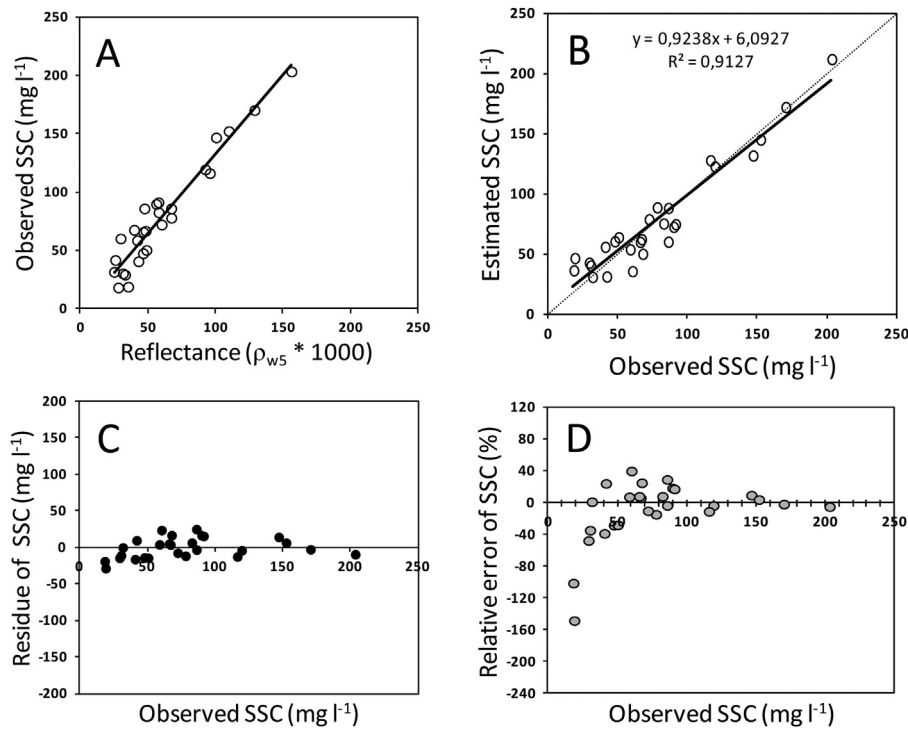 A
Observed SSC (mg l-1)
250
200
150
100
50
0
0 50 100 150 200 250
Reflectance (ρw5 * 1000)
B
y = 0,9238x + 6,0927
R² = 0,9127
Estimated SSC (mg l-1)
250
200
150
100
50
0
0 50 100 150 200 250
Observed SSC (mg l-1)
C
Residue of SSC (mg l-1)
200
150
100
50
0
-50
-100
-150
-200
0 50 100 150 200 250
Observed SSC (mg l-1)
D
Relative error of SSC (%)
120
80
40
0
-40
-80
-120
-160
-200
-240
0 50 100 150 200 250
Observed SSC (mg l-1)